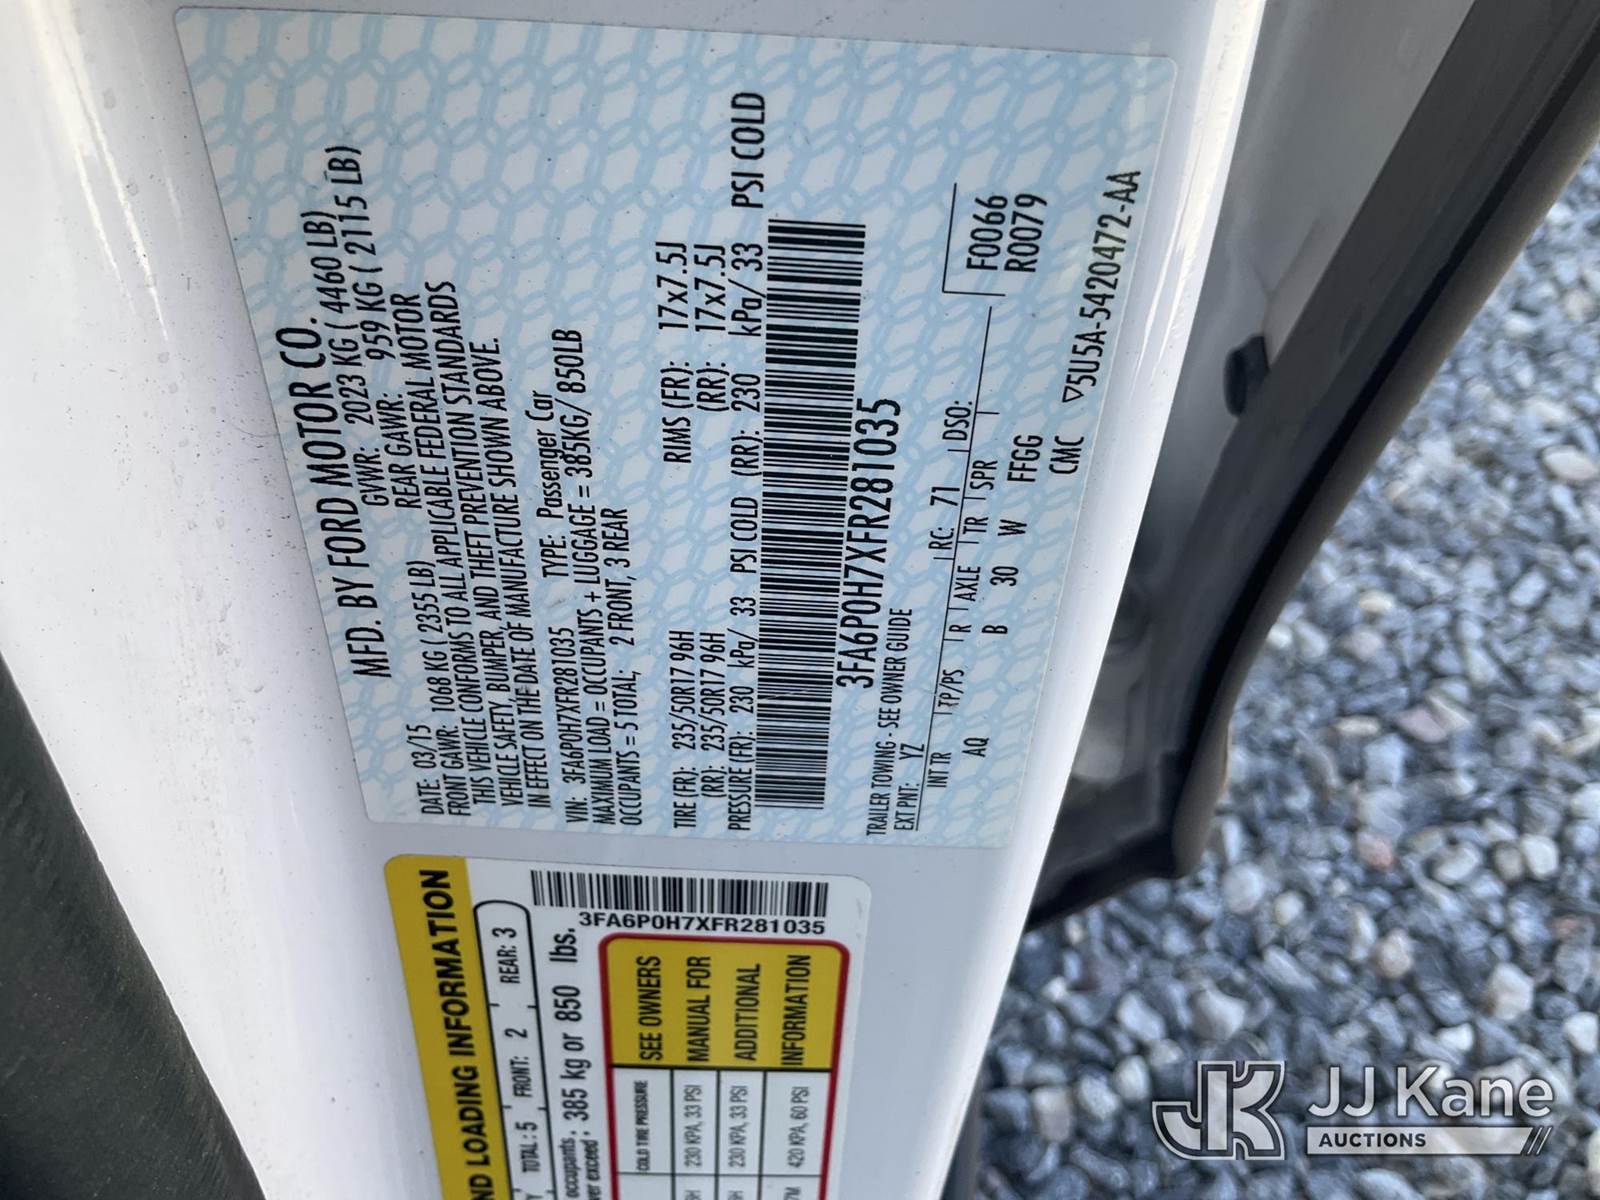 MFD. BY FORD MOTOR CO.
DATE: 03/15 GVWR: 2023 KG ( 4460 LB)
FRONT GAWR: 1068 KG ( 2355 LB) REAR GAWR: 959 KG ( 2115 LB)
THIS VEHICLE CONFORMS TO ALL APPLICABLE FEDERAL MOTOR
VEHICLE SAFETY, BUMPER, AND THEFT PREVENTION STANDARDS
IN EFFECT ON THE DATE OF MANUFACTURE SHOWN ABOVE.
VIN: 3FA6P0H7XFR281035 TYPE: Passenger Car
MAXIMUM LOAD = OCCUPANTS + LUGGAGE = 385KG/ 850LB
OCCUPANTS = 5 TOTAL; 2 FRONT, 3 REAR
TIRE (FR): 235/50R17 96H RIMS (FR): 17x7.5J
(RR): 235/50R17 96H (RR): 17x7.5J
PRESSURE (FR): 230 kPa/ 33 PSI COLD (RR): 230 kPa/ 33 PSI COLD
3FA6P0H7XFR281035
TRAILER TOWING - SEE OWNER GUIDE
EXT PNT: YZ RC: 71 DSO:
INT TR TP/PS R AXLE TR SPR
AQ B 30 W FFGG
F0066
R0079
CMC ▽5U5A-5420472-AA
LOADING INFORMATION
TOTAL : 5 FRONT: 2 REAR: 3
occupants, 385 kg or 850 lbs.
3FA6P0H7XFR281035
COLD TIRE PRESSURE
230 KPA, 33 PSI
230 KPA, 33 PSI
420 KPA, 60 PSI
SEE OWNERS
MANUAL FOR
ADDITIONAL
INFORMATION
JK JJ Kane
AUCTIONS